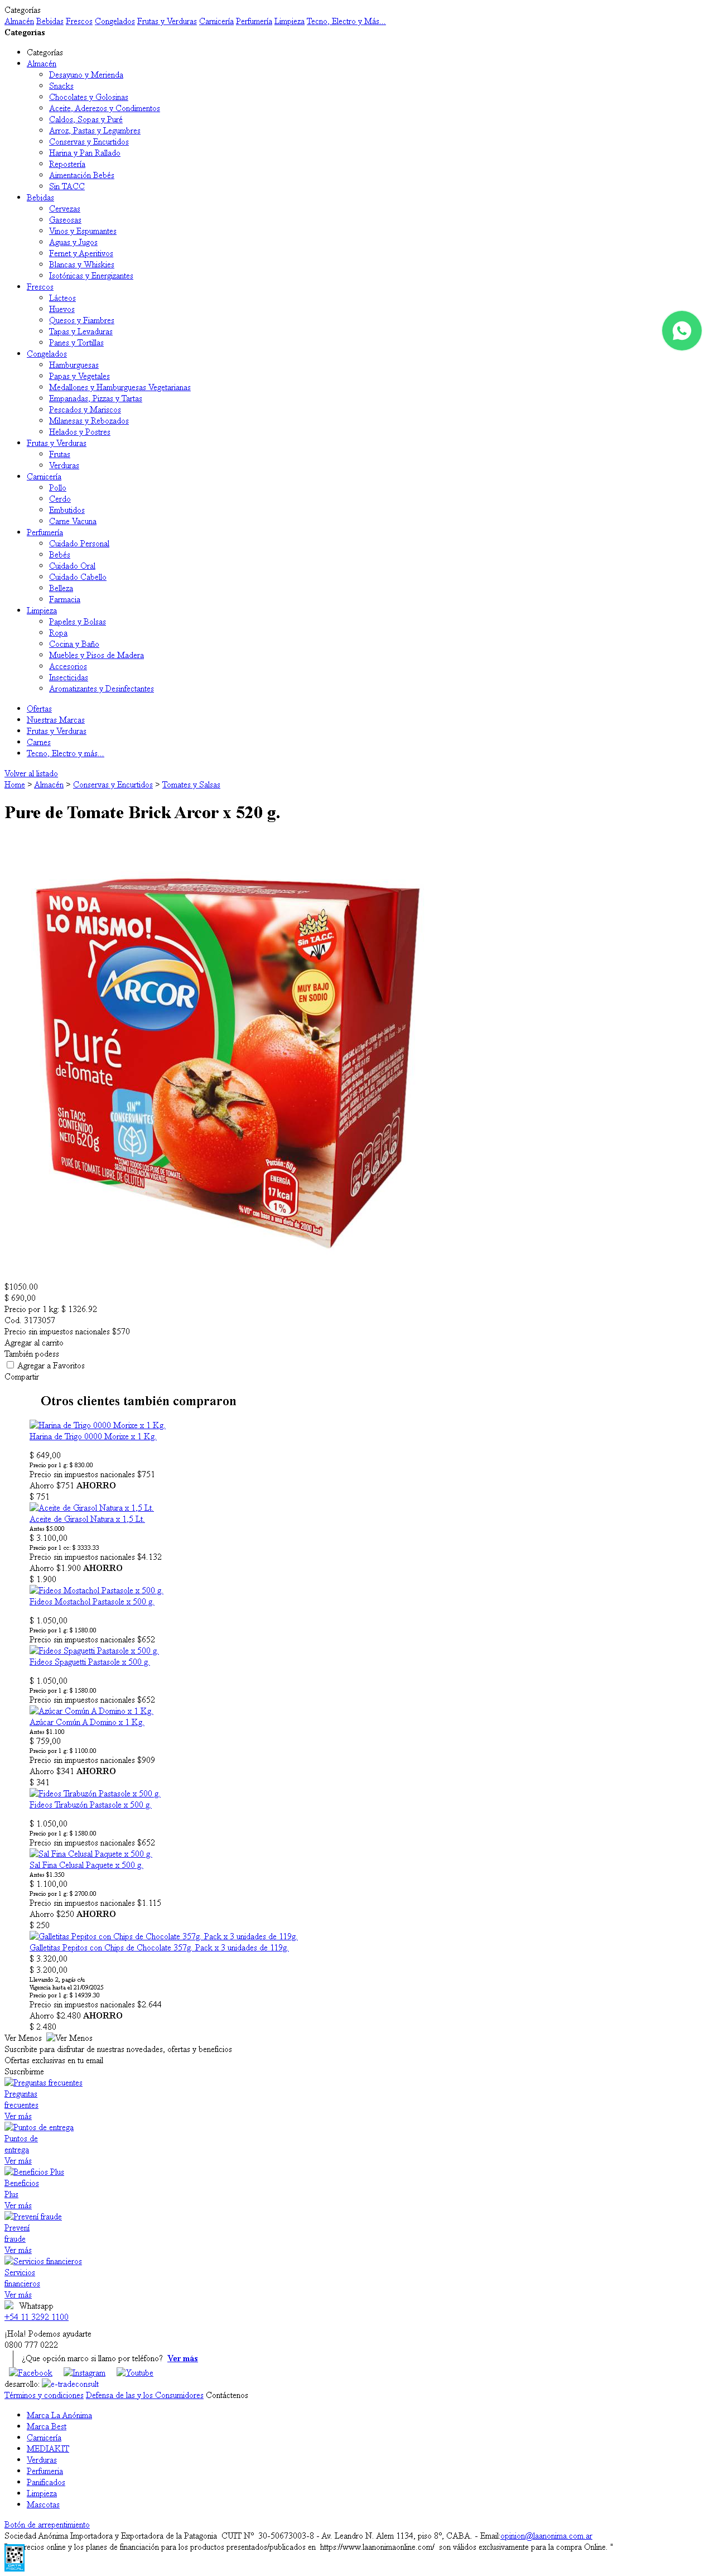 Categorías
Almacén Bebidas Frescos Congelados Frutas y Verduras Carnicería Perfumería Limpieza Tecno, Electro y Más...
Categorías
Categorías
Almacén
Desayuno y Merienda
Snacks
Chocolates y Golosinas
Aceite, Aderezos y Condimentos
Caldos, Sopas y Puré
Arroz, Pastas y Legumbres
Conservas y Encurtidos
Harina y Pan Rallado
Repostería
Aimentación Bebés
Sin TACC
Bebidas
Cervezas
Gaseosas
Vinos y Espumantes
Aguas y Jugos
Fernet y Aperitivos
Blancas y Whiskies
Isotónicas y Energizantes
Frescos
Lácteos
Huevos
Quesos y Fiambres
Tapas y Levaduras
Panes y Tortillas
Congelados
Hamburguesas
Papas y Vegetales
Medallones y Hamburguesas Vegetarianas
Empanadas, Pizzas y Tartas
Pescados y Mariscos
Milanesas y Rebozados
Helados y Postres
Frutas y Verduras
Frutas
Verduras
Carnicería
Pollo
Cerdo
Embutidos
Carne Vacuna
Perfumería
Cuidado Personal
Bebés
Cuidado Oral
Cuidado Cabello
Belleza
Farmacia
Limpieza
Papeles y Bolsas
Ropa
Cocina y Baño
Muebles y Pisos de Madera
Accesorios
Insecticidas
Aromatizantes y Desinfectantes
Ofertas
Nuestras Marcas
Frutas y Verduras
Carnes
Tecno, Electro y más...
Volver al listado
Home > Almacén > Conservas y Encurtidos > Tomates y Salsas
Pure de Tomate Brick Arcor x 520 g.
NO DA
LO MISMO!
Sin T.A.C.C.
MUY BAJO
EN SODIO
ARCOR
Puré
de Tomate
Sin TACC
CONTENIDO
NETO 520g
SIN
CONSERVANTES
*COMO TODOS LOS PURÉ DE TOMATE.
PURÉ DE TOMATE LIBRE DE GLUTEN
Porción: 60g
ENERGÍA
17 kcal
1%
$1050.00
$ 690,00
Precio por 1 kg: $ 1326.92
Cod. 3173057
Precio sin impuestos nacionales $570
Agregar al carrito
También podess
Agregar a Favoritos
Compartir
Otros clientes también compraron
Harina de Trigo 0000 Morixe x 1 Kg.
Harina de Trigo 0000 Morixe x 1 Kg.
$ 649,00
Precio por 1 g: $ 830.00
Precio sin impuestos nacionales $751
Ahorro $751 AHORRO
$ 751
Aceite de Girasol Natura x 1,5 Lt.
Aceite de Girasol Natura x 1,5 Lt.
Antes $5.000
$ 3.100,00
Precio por 1 cc: $ 3333.33
Precio sin impuestos nacionales $4.132
Ahorro $1.900 AHORRO
$ 1.900
Fideos Mostachol Pastasole x 500 g.
Fideos Mostachol Pastasole x 500 g.
$ 1.050,00
Precio por 1 g: $ 1580.00
Precio sin impuestos nacionales $652
Fideos Spaguetti Pastasole x 500 g.
Fideos Spaguetti Pastasole x 500 g.
$ 1.050,00
Precio por 1 g: $ 1580.00
Precio sin impuestos nacionales $652
Azúcar Común A Domino x 1 Kg.
Azúcar Común A Domino x 1 Kg.
Antes $1.100
$ 759,00
Precio por 1 g: $ 1100.00
Precio sin impuestos nacionales $909
Ahorro $341 AHORRO
$ 341
Fideos Tirabuzón Pastasole x 500 g.
Fideos Tirabuzón Pastasole x 500 g.
$ 1.050,00
Precio por 1 g: $ 1580.00
Precio sin impuestos nacionales $652
Sal Fina Celusal Paquete x 500 g.
Sal Fina Celusal Paquete x 500 g.
Antes $1.350
$ 1.100,00
Precio por 1 g: $ 2700.00
Precio sin impuestos nacionales $1.115
Ahorro $250 AHORRO
$ 250
Galletitas Pepitos con Chips de Chocolate 357g. Pack x 3 unidades de 119g.
Galletitas Pepitos con Chips de Chocolate 357g. Pack x 3 unidades de 119g.
$ 3.320,00
$ 3.200,00
Llevando 2, pagás c/u
Vigencia hasta el 21/09/2025
Precio por 1 g: $ 14939.30
Precio sin impuestos nacionales $2.644
Ahorro $2.480 AHORRO
$ 2.480
Ver Menos Ver Menos
Suscribite para disfrutar de nuestras novedades, ofertas y beneficios
Ofertas exclusivas en tu email
Suscribirme
Preguntas frecuentes
Preguntas
frecuentes
Ver más
Puntos de entrega
Puntos de
entrega
Ver más
Beneficios Plus
Beneficios
Plus
Ver más
Prevení fraude
Prevení
fraude
Ver más
Servicios financieros
Servicios
financieros
Ver más
Whatsapp
+54 11 3292 1100
¡Hola! Podemos ayudarte
0800 777 0222
¿Que opción marco si llamo por teléfono? Ver más
Facebook Instagram Youtube
desarrollo: e-tradeconsult
Términos y condiciones Defensa de las y los Consumidores Contáctenos
Marca La Anónima
Marca Best
Carnicería
MEDIAKIT
Verduras
Perfumeria
Panificados
Limpieza
Mascotas
Botón de arrepentimiento
Sociedad Anónima Importadora y Exportadora de la Patagonia CUIT Nº 30-50673003-8 - Av. Leandro N. Alem 1134, piso 8º, CABA. - Email:opinion@laanonima.com.ar
recios online y los planes de financiación para los productos presentados/publicados en https://www.laanonimaonline.com/ son válidos exclusivamente para la compra Online. "